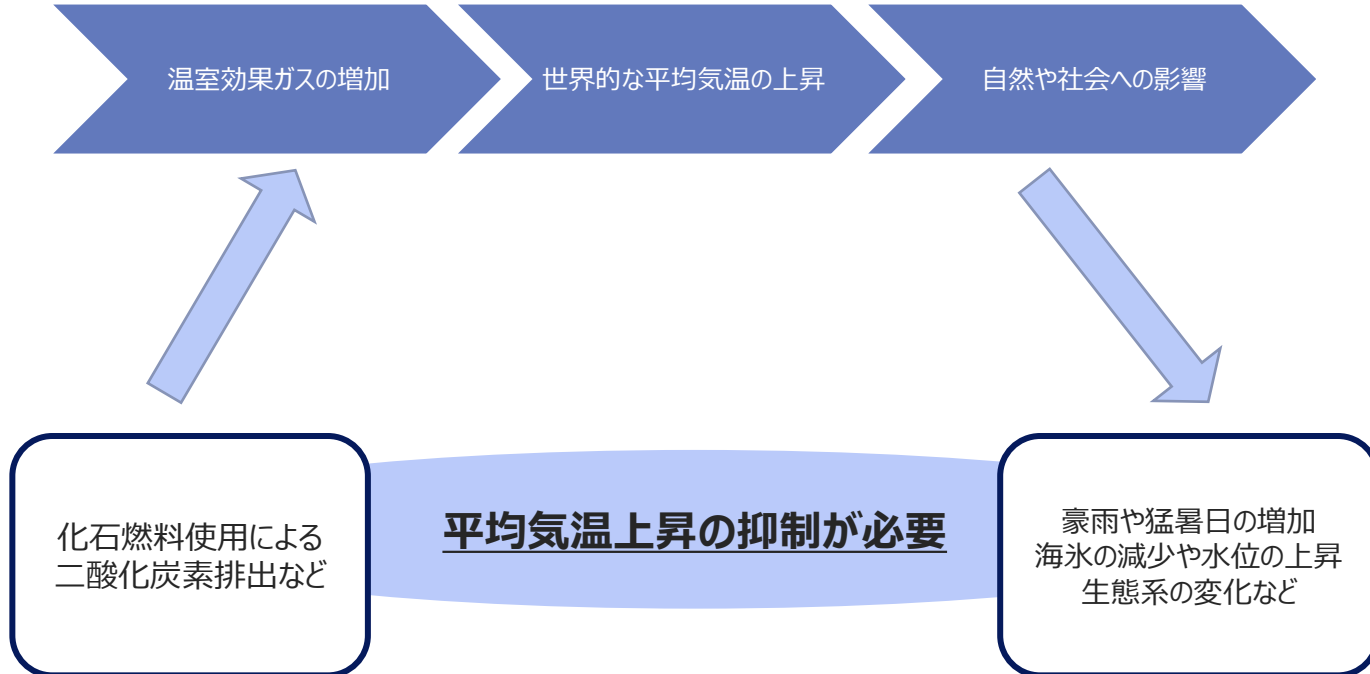 温室効果ガスの増加
世界的な平均気温の上昇
自然や社会への影響
化石燃料使用による
二酸化炭素排出など
平均気温上昇の抑制が必要
豪雨や猛暑日の増加
海氷の減少や水位の上昇
生態系の変化など